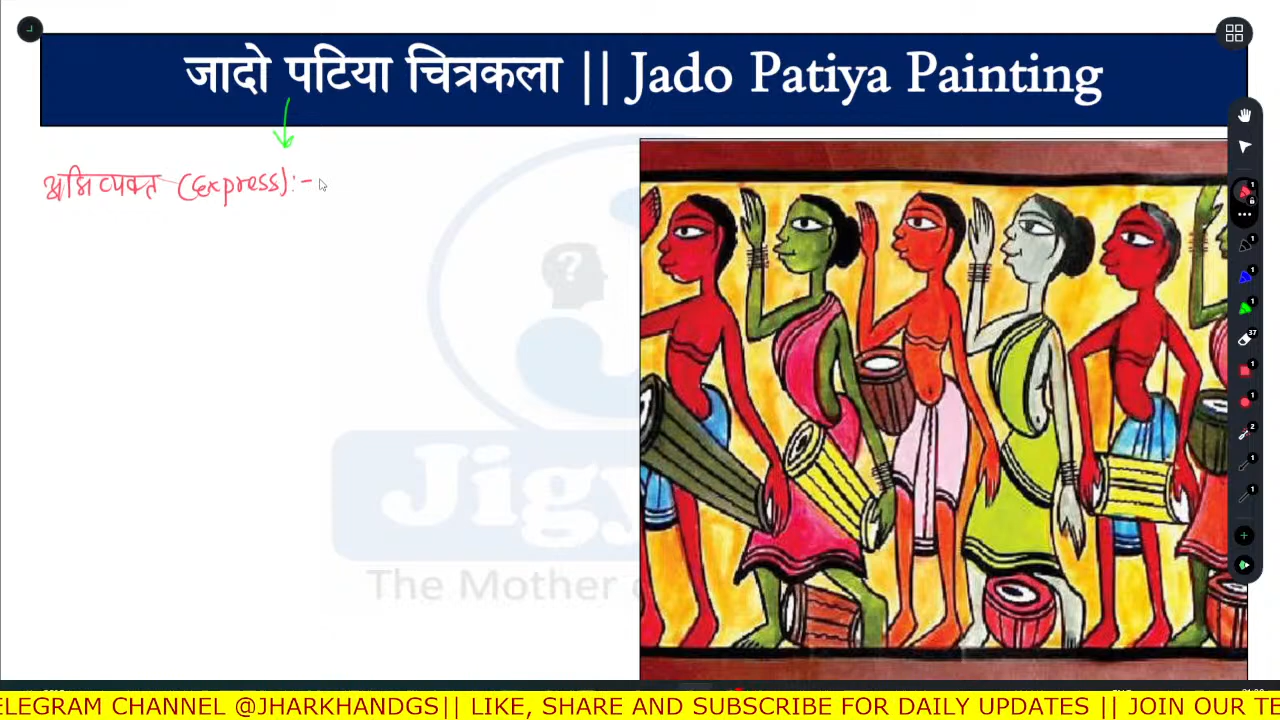 जादो पटिया चित्रकला || Jado Patiya Painting
अभिव्यक्त (Express):-
?
Jigy
The Mother
ELEGRAM CHANNEL @JHARKHANDGS|| LIKE, SHARE AND SUBSCRIBE FOR DAILY UPDATES || JOIN OUR TE